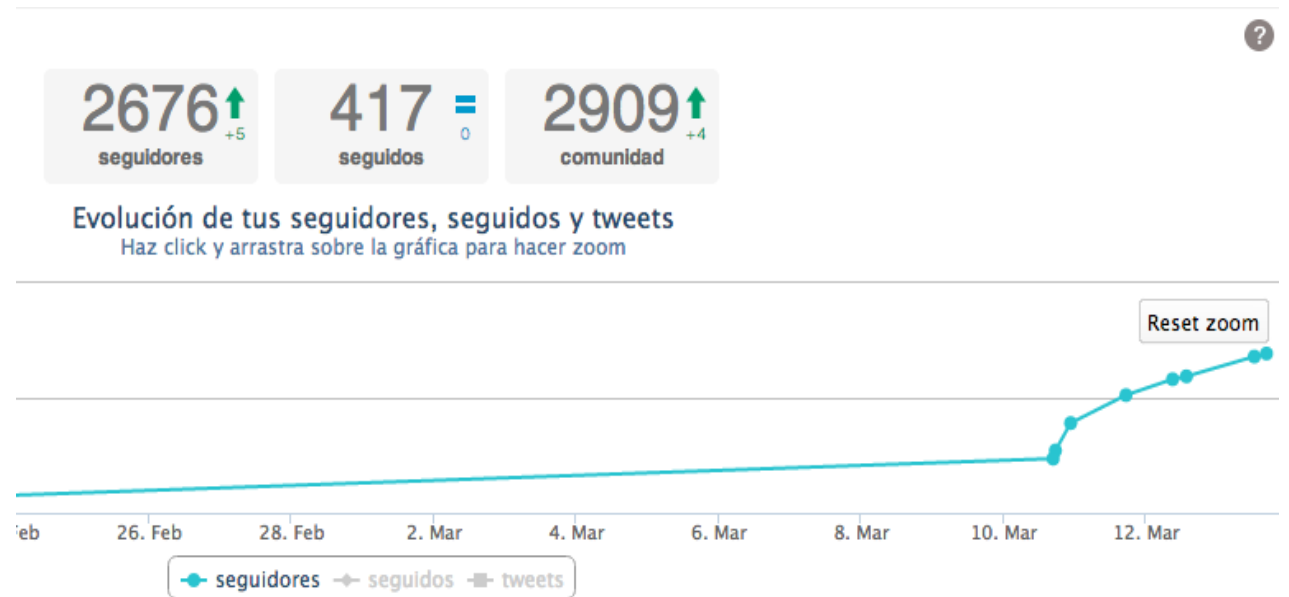 ?
2676 +5
seguidores
417 = 0
seguidos
2909 +4
comunidad
Evolución de tus seguidores, seguidos y tweets
Haz click y arrastra sobre la gráfica para hacer zoom
Reset zoom
eb 26. Feb 28. Feb 2. Mar 4. Mar 6. Mar 8. Mar 10. Mar 12. Mar
seguidores seguidos tweets